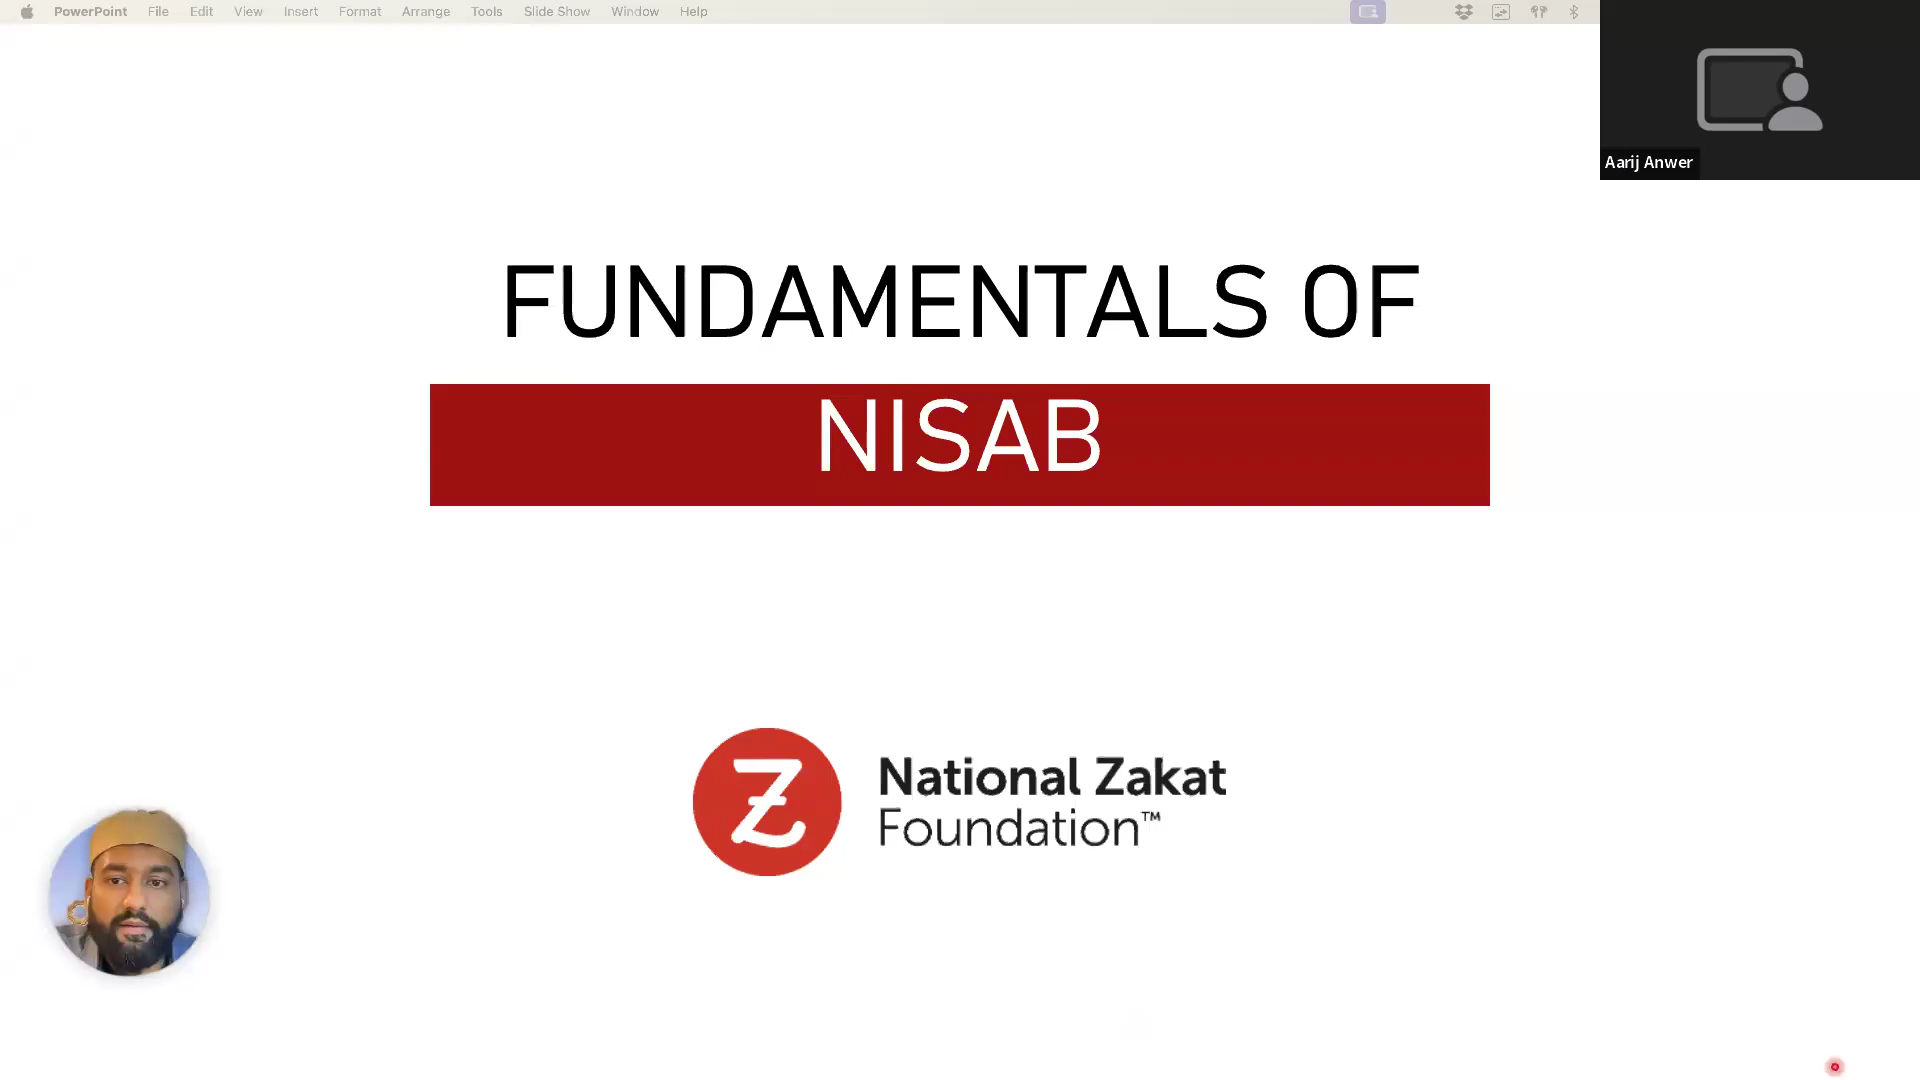 PowerPoint File Edit View Insert Format Arrange Tools Slide Show Window Help
Aarij Anwer
FUNDAMENTALS OF
NISAB
National Zakat
Foundation™